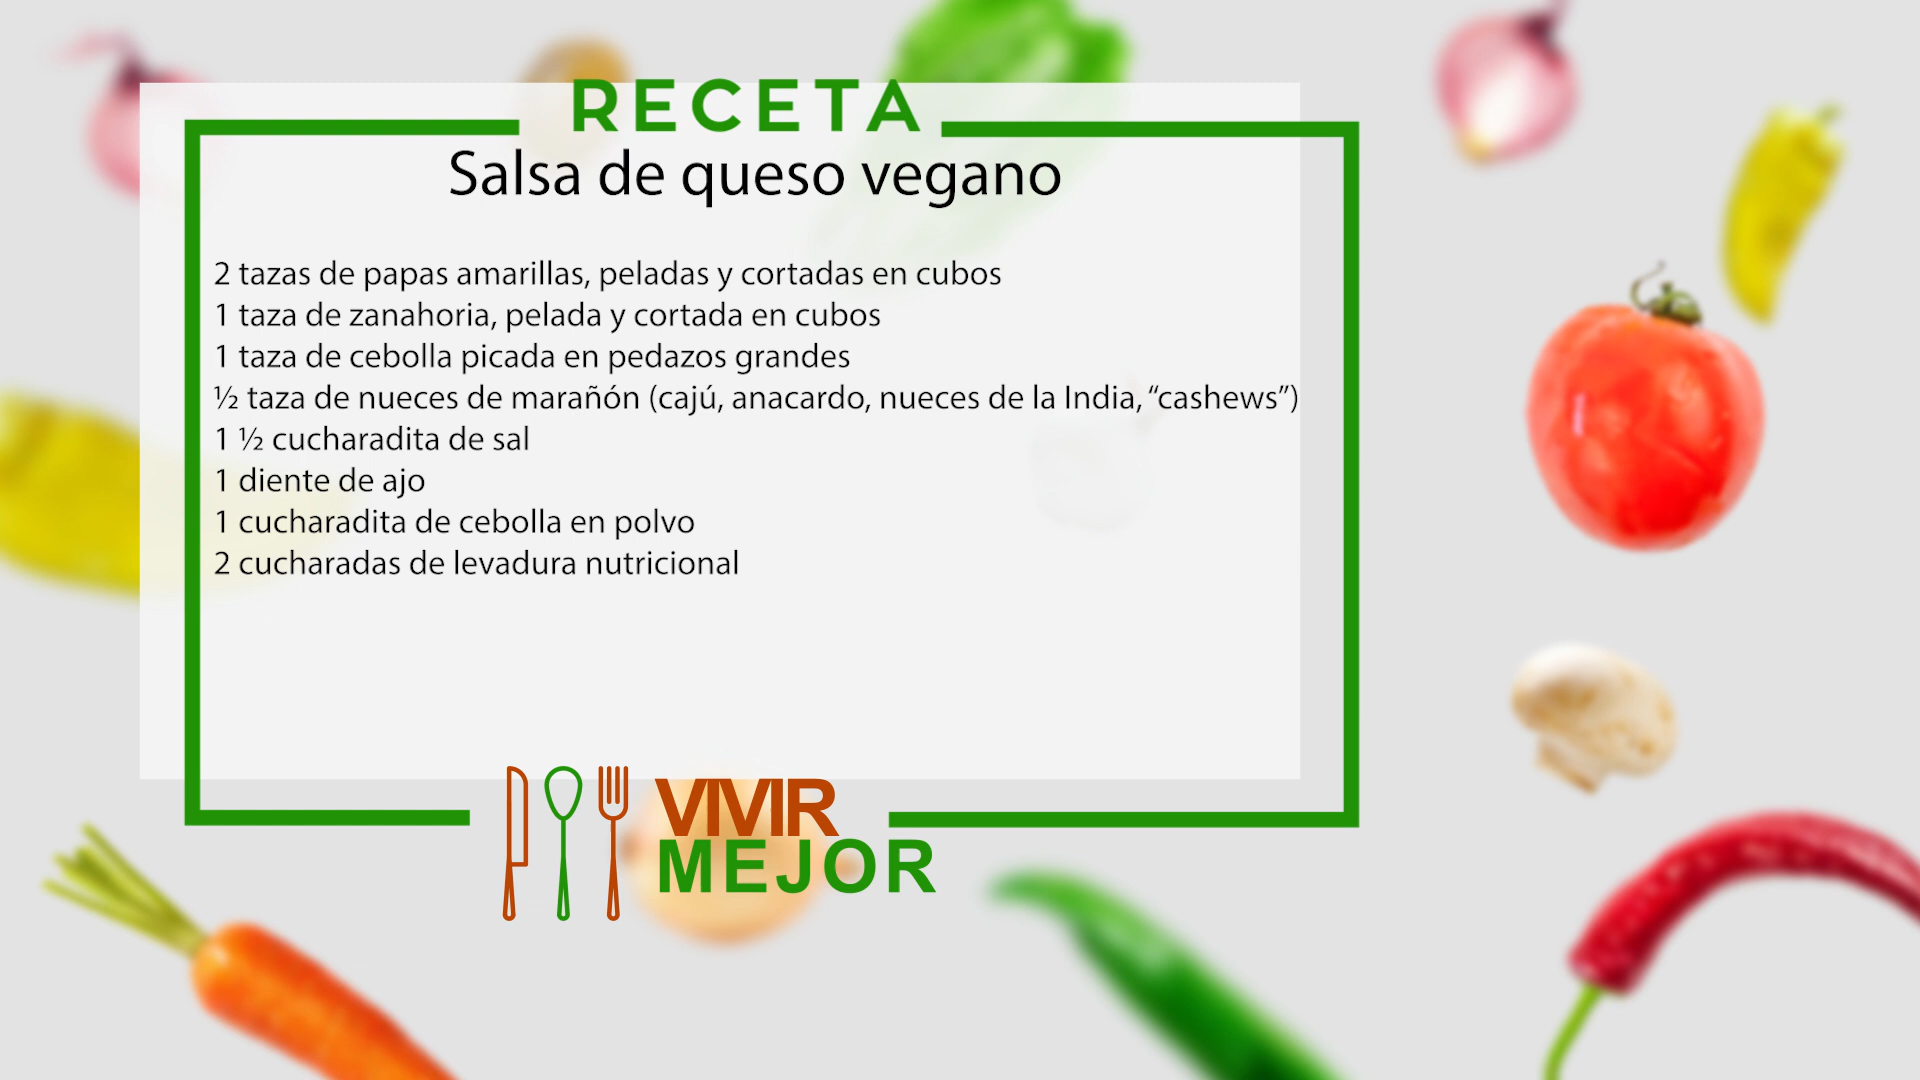 RECETA
Salsa de queso vegano
2 tazas de papas amarillas, peladas y cortadas en cubos
1 taza de zanahoria, pelada y cortada en cubos
1 taza de cebolla picada en pedazos grandes
½ taza de nueces de marañón (cajú, anacardo, nueces de la India, “cashews”)
1 ½ cucharadita de sal
1 diente de ajo
1 cucharadita de cebolla en polvo
2 cucharadas de levadura nutricional
VIVIR
MEJOR